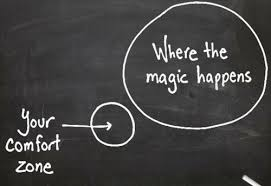 Where the
magic happens
Your
comfort
zone